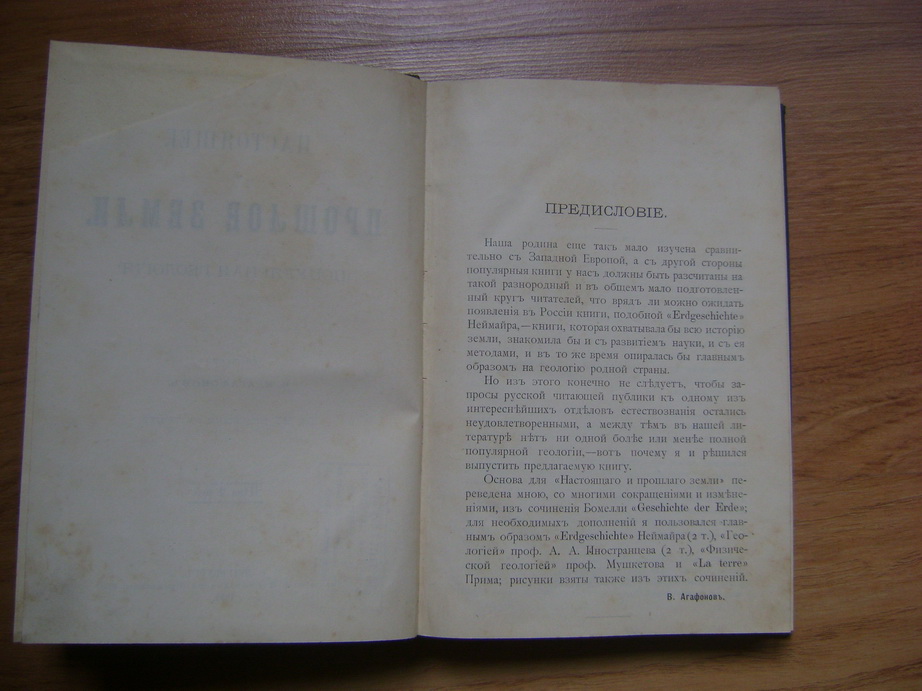 ПРЕДИСЛОВІЕ.
Наша родина еще такъ мало изучена сравни-
тельно съ Западной Европой, а съ другой стороны
популярныя книги у насъ должны быть разсчитаны на
такой разнородный и въ общемъ мало подготовлен-
ный кругъ читателей, что врядъ ли можно ожидать
появленія въ Россіи книги, подобной «Erdgeschichte»
Неймайра,—книги, которая охватывала бы всю исторію
земли, знакомила бы и съ развитіемъ науки, и съ ея
методами, и въ то же время опиралась бы главнымъ
образомъ на геологію родной страны.
Но изъ этого конечно не слѣдуетъ, чтобы за-
просы русской читающей публики къ одному изъ
интереснѣйшихъ отдѣловъ естествознанія остались
неудовлетворенными, а между тѣмъ въ нашей ли-
тературѣ нѣтъ ни одной болѣе или менѣе полной
популярной геологіи,—вотъ почему я и рѣшился
выпустить предлагаемую книгу.
Основа для «Настоящаго и прошлаго земли» пе-
реведена мною, со многими сокращеніями и измѣне-
ніями, изъ сочиненія Бомелли «Geschichte der Erde»;
для необходимыхъ дополненій я пользовался глав-
нымъ образомъ «Erdgeschichte» Неймайра (2 т.), «Гео-
логіей» проф. А. А. Иностранцева (2 т.), «Физиче-
ской геологіей» проф. Мушкетова и «La terre»
Прима; рисунки взяты также изъ этихъ сочиненій.
В. Агафоновъ.